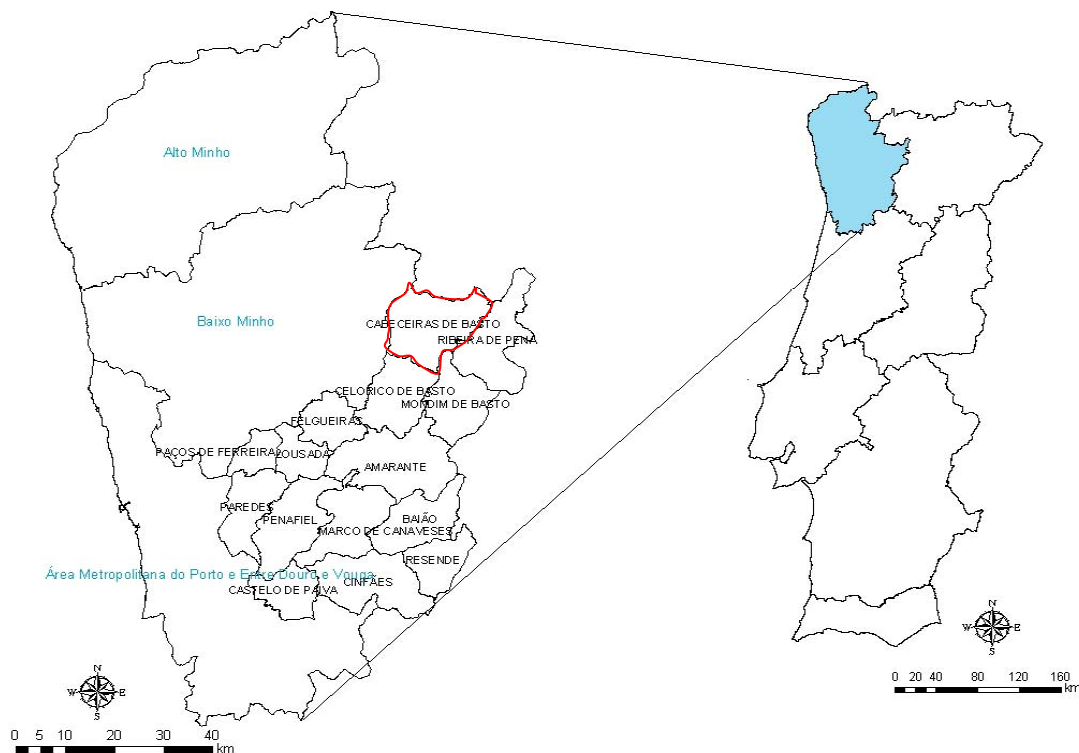 Alto Minho
Baixo Minho
CABECEIRAS DE BASTO
RIBEIRA DE PENA
CELORICO DE BASTO
MONDIM DE BASTO
FELGUEIRAS
PAÇOS DE FERREIRA
LOUSADA
AMARANTE
PAREDES
PENAFIEL
BAIÃO
MARCO DE CANAVESES
RESENDE
Área Metropolitana do Porto e Entre Douro e Vouga
CINFÃES
CASTELO DE PAIVA
N
W E
S
0 5 10 20 30 40
km
N
W E
S
0 20 40 80 120 160
km